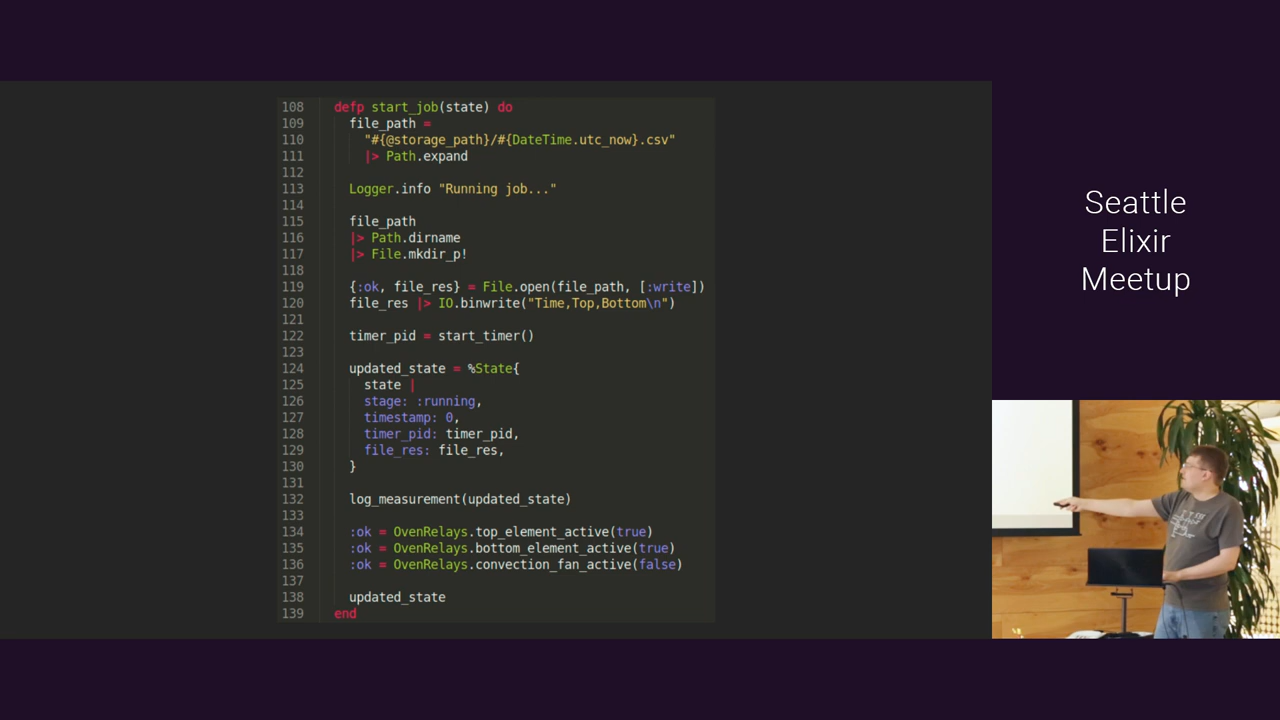 108 defp start_job(state) do
109 file_path =
110 "#{@storage_path}/#{DateTime.utc_now}.csv"
111 |> Path.expand
112
113 Logger.info "Running job..."
114
115 file_path
116 |> Path.dirname
117 |> File.mkdir_p!
118
119 {:ok, file_res} = File.open(file_path, [:write])
120 file_res |> IO.binwrite("Time,Top,Bottom\n")
121
122 timer_pid = start_timer()
123
124 updated_state = %State{
125 state |
126 stage: :running,
127 timestamp: 0,
128 timer_pid: timer_pid,
129 file_res: file_res,
130 }
131
132 log_measurement(updated_state)
133
134 :ok = OvenRelays.top_element_active(true)
135 :ok = OvenRelays.bottom_element_active(true)
136 :ok = OvenRelays.convection_fan_active(false)
137
138 updated_state
139 end
Seattle
Elixir
Meetup